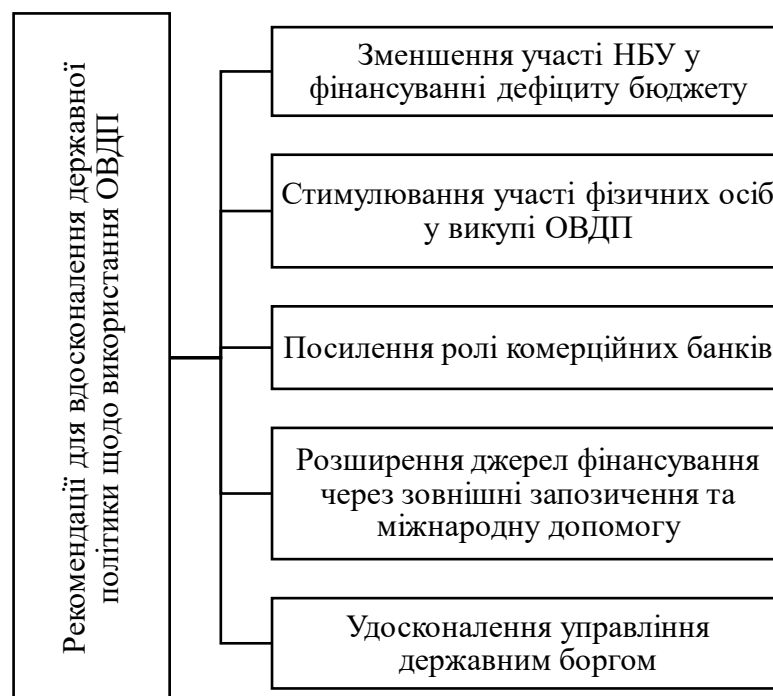 Рекомендації для вдосконалення державної
політики щодо використання ОВДП
Зменшення участі НБУ у
фінансуванні дефіциту бюджету
Стимулювання участі фізичних осіб
у викупі ОВДП
Посилення ролі комерційних банків
Розширення джерел фінансування
через зовнішні запозичення та
міжнародну допомогу
Удосконалення управління
державним боргом